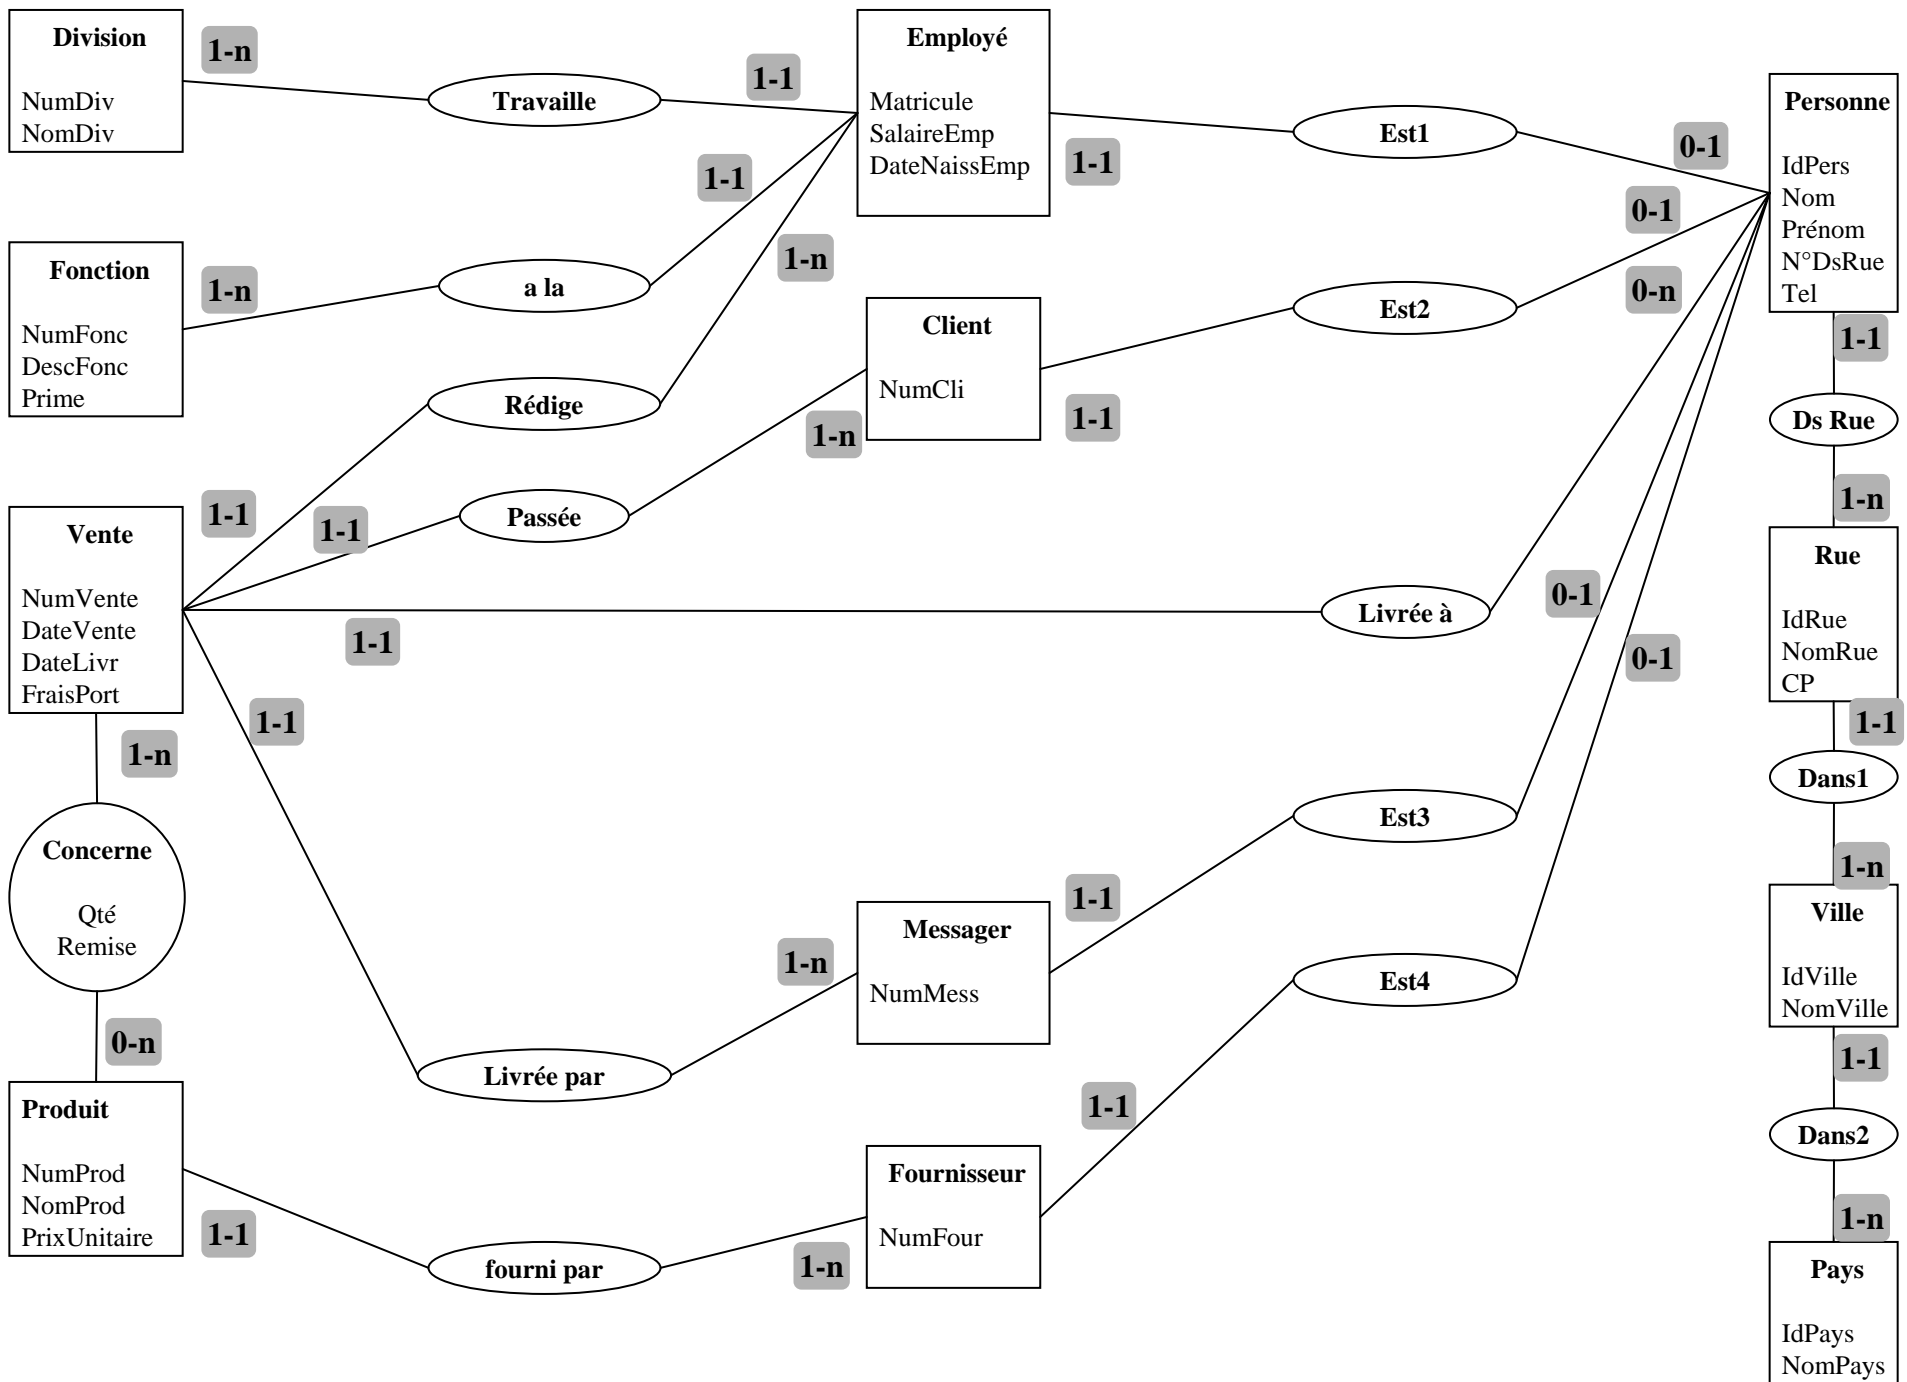 Division
NumDiv
NomDiv
1-n
Travaille
1-1
Employé
Matricule
SalaireEmp
DateNaissEmp
1-1
Est1
0-1
Personne
IdPers
Nom
Prénom
N°DsRue
Tel
Fonction
NumFonc
DescFonc
Prime
1-n
a la
1-1
Rédige
1-n
1-1
Client
NumCli
1-1
Est2
0-1
0-n
1-n
Passée
1-1
1-1
Ds Rue
1-n
Vente
NumVente
DateVente
DateLivr
FraisPort
1-1
Livrée à
0-1
0-1
Rue
IdRue
NomRue
CP
1-1
Dans1
1-n
1-1
1-n
Concerne
Qté
Remise
0-n
Est3
1-1
Messager
NumMess
1-n
Livrée par
Est4
1-1
Ville
IdVille
NomVille
1-1
Dans2
1-n
Produit
NumProd
NomProd
PrixUnitaire
1-1
fourni par
1-n
Fournisseur
NumFour
Pays
IdPays
NomPays